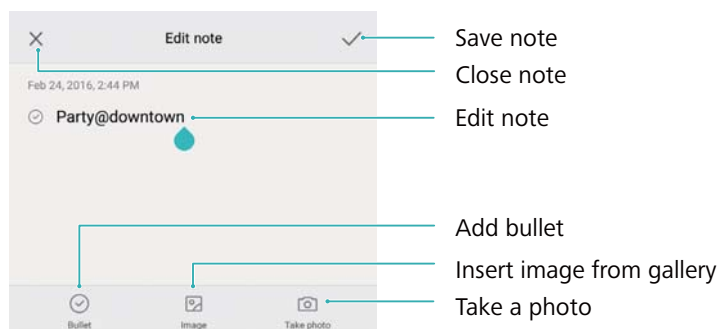 Edit note
Save note
Close note
Feb 24, 2016, 2:44 PM
Party@downtown
Edit note
Add bullet
Insert image from gallery
Take a photo
Bullet
Image
Take photo